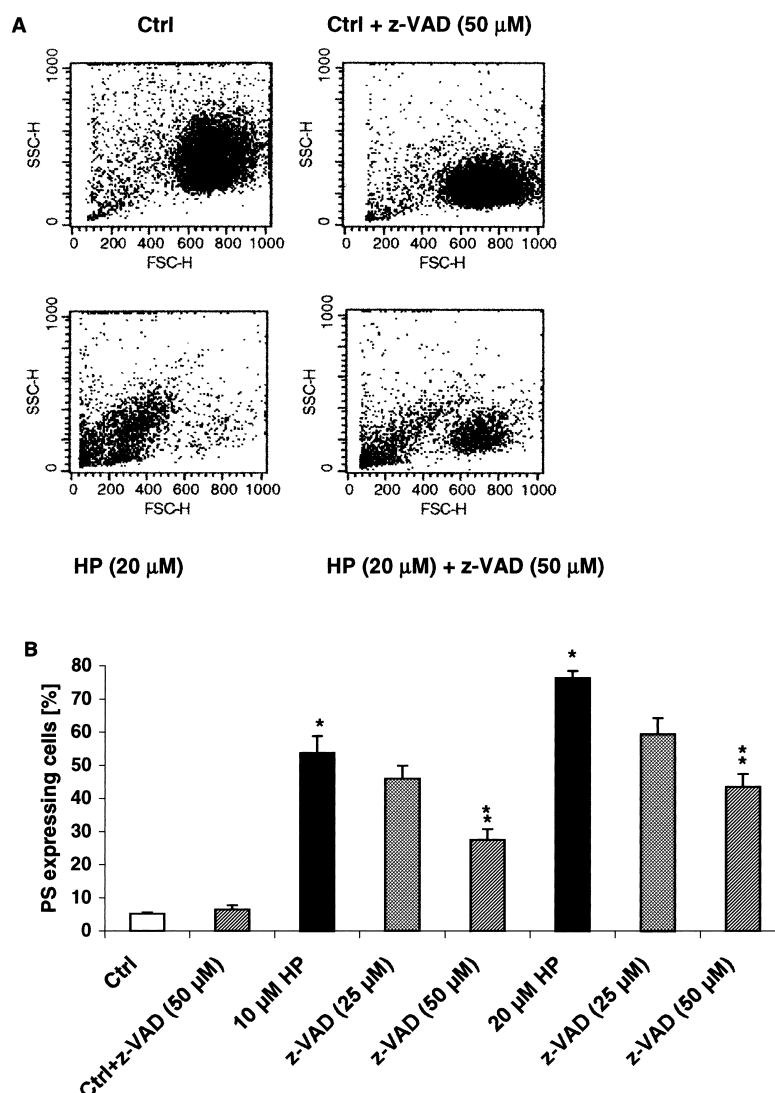 A
Ctrl
Ctrl + z-VAD (50 µM)
1000
SSC-H
0
0 200 400 600 800 1000
FSC-H
1000
SSC-H
0
0 200 400 600 800 1000
FSC-H
1000
SSC-H
0
0 200 400 600 800 1000
FSC-H
1000
SSC-H
0
0 200 400 600 800 1000
FSC-H
HP (20 µM)
HP (20 µM) + z-VAD (50 µM)
B
PS expressing cells [%]
80
70
60
50
40
30
20
10
0
*
**
*
**
Ctrl
Ctrl+z-VAD (50 µM)
10 µM HP
z-VAD (25 µM)
z-VAD (50 µM)
20 µM HP
z-VAD (25 µM)
z-VAD (50 µM)